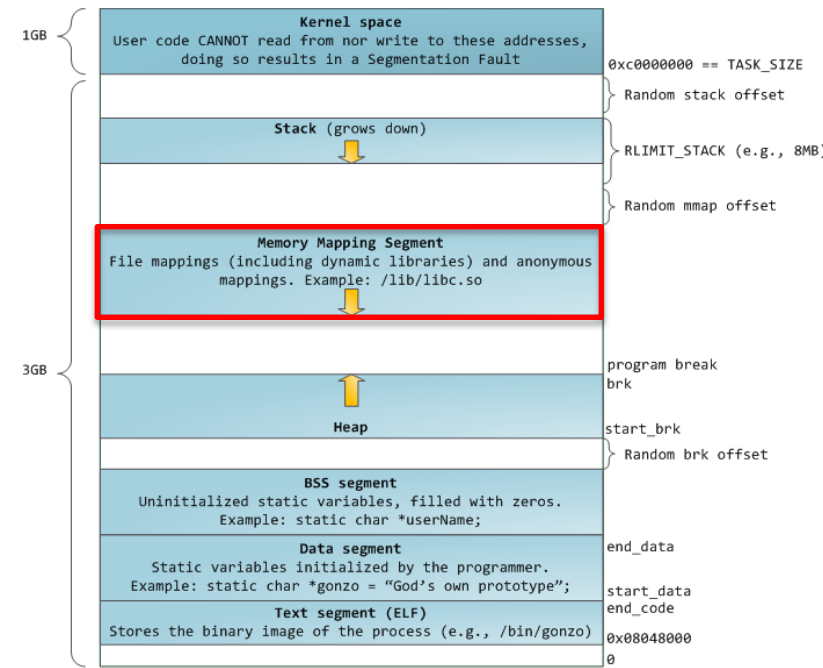 Kernel space
1GB
User code CANNOT read from nor write to these addresses,
doing so results in a Segmentation Fault
0xc0000000 == TASK_SIZE
Random stack offset
Stack (grows down)
RLIMIT_STACK (e.g., 8MB)
Random mmap offset
Memory Mapping Segment
File mappings (including dynamic libraries) and anonymous
mappings. Example: /lib/libc.so
3GB
program break
brk
Heap
start_brk
Random brk offset
BSS segment
Uninitialized static variables, filled with zeros.
Example: static char *userName;
Data segment
end_data
Static variables initialized by the programmer.
Example: static char *gonzo = “God’s own prototype”;
start_data
end_code
Text segment (ELF)
Stores the binary image of the process (e.g., /bin/gonzo)
0x08048000
0